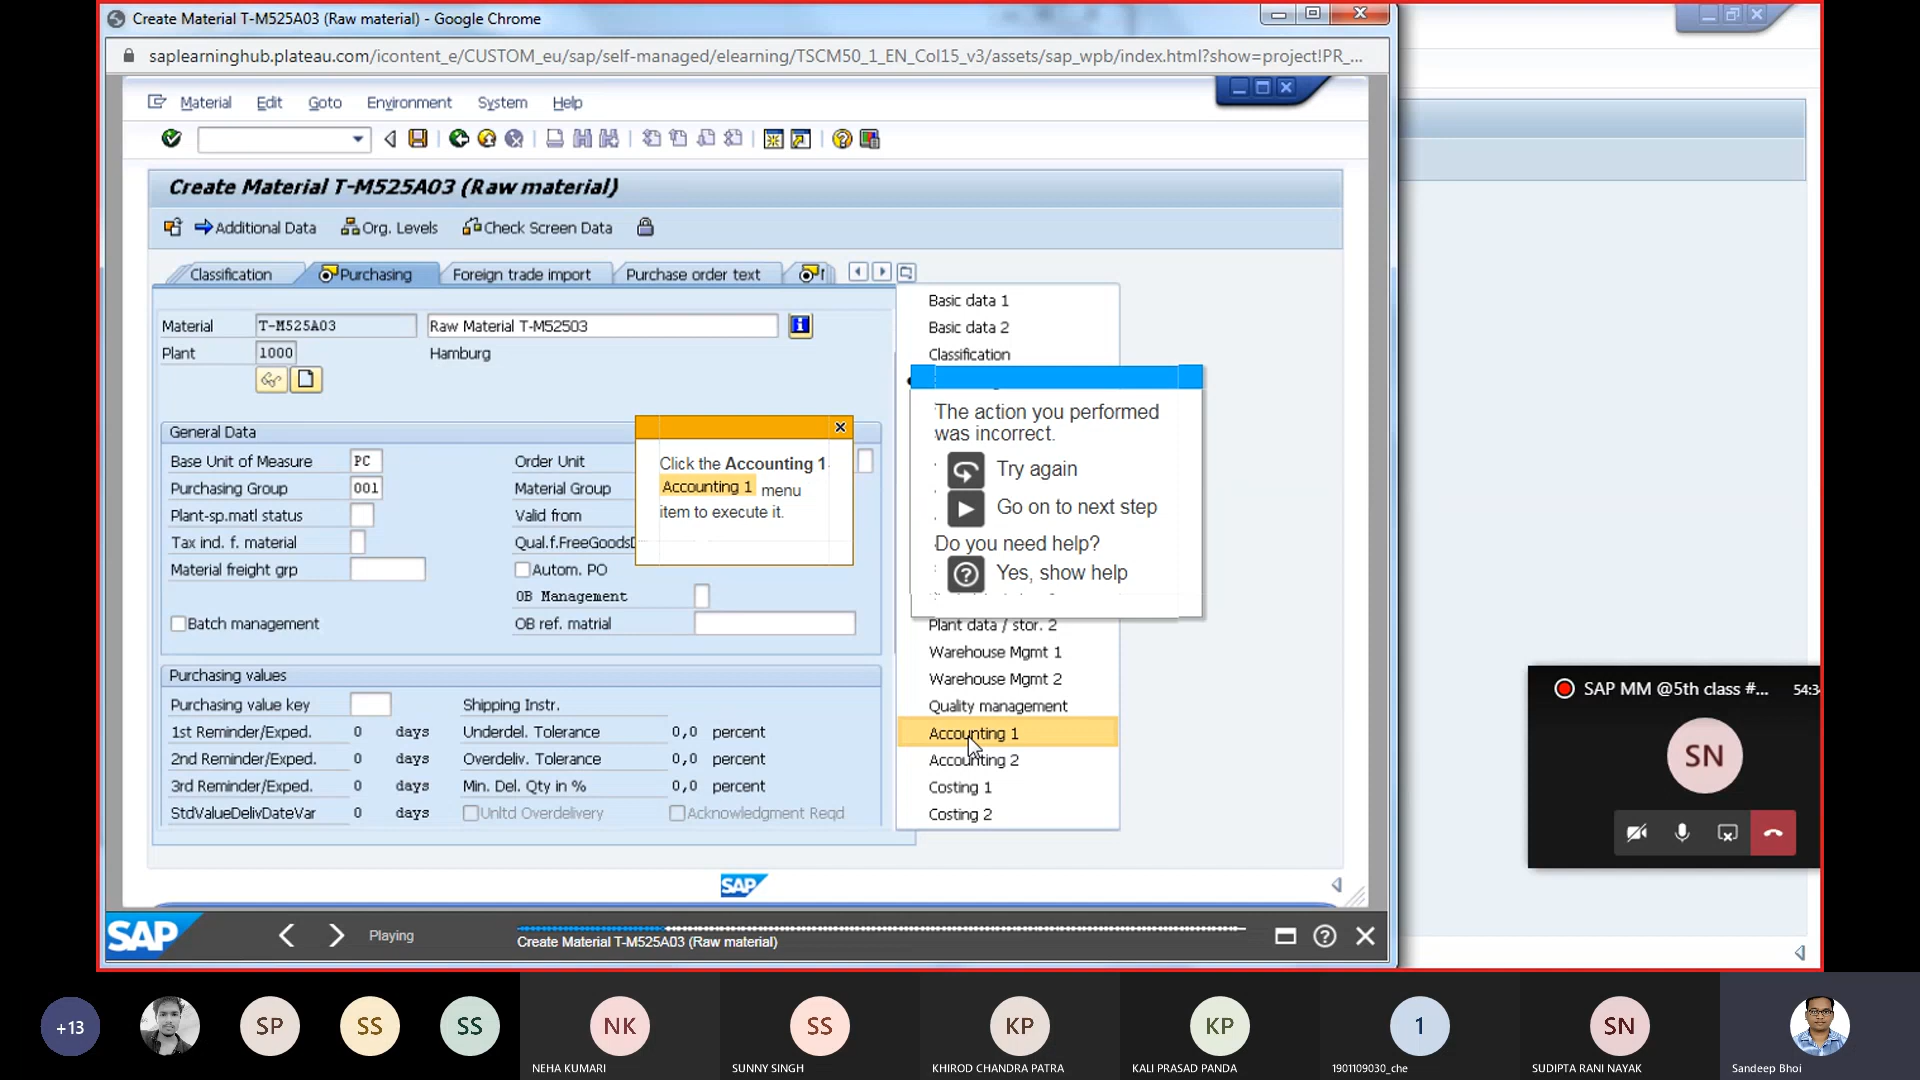 Create Material T-M525A03 (Raw material) - Google Chrome
saplearninghub.plateau.com/icontent_e/CUSTOM_eu/sap/self-managed/elearning/TSCM50_1_EN_Col15_v3/assets/sap_wpb/index.html?show=project!PR_...
Material Edit Goto Environment System Help
Create Material T-M525A03 (Raw material)
Additional Data Org. Levels Check Screen Data
Classification Purchasing Foreign trade import Purchase order text
Material T-M525A03 Raw Material T-M52503
Plant 1000 Hamburg
General Data
Base Unit of Measure PC Order Unit
Purchasing Group 001 Material Group
Plant-sp.matl status Valid from
Tax ind. f. material Qual.f.FreeGoodsD
Material freight grp Autom. PO
OB Management
Batch management OB ref. matrial
Purchasing values
Purchasing value key Shipping Instr.
1st Reminder/Exped. 0 days Underdel. Tolerance 0,0 percent
2nd Reminder/Exped. 0 days Overdeliv. Tolerance 0,0 percent
3rd Reminder/Exped. 0 days Min. Del. Qty in % 0,0 percent
StdValueDelivDateVar 0 days Unltd Overdelivery Acknowledgment Reqd
Click the Accounting 1
Accounting 1 menu
item to execute it.
Basic data 1
Basic data 2
Classification
The action you performed
was incorrect.
Try again
Go on to next step
Do you need help?
Yes, show help
Plant data / stor. 2
Warehouse Mgmt 1
Warehouse Mgmt 2
Quality management
Accounting 1
Accounting 2
Costing 1
Costing 2
SAP
SAP Playing Create Material T-M525A03 (Raw material)
SAP MM @5th class #... 54:3
SN
+13 SP SS SS NK SS KP KP 1 SN
NEHA KUMARI SUNNY SINGH KHIROD CHANDRA PATRA KALI PRASAD PANDA 1901109030_che SUDIPTA RANI NAYAK Sandeep Bhoi